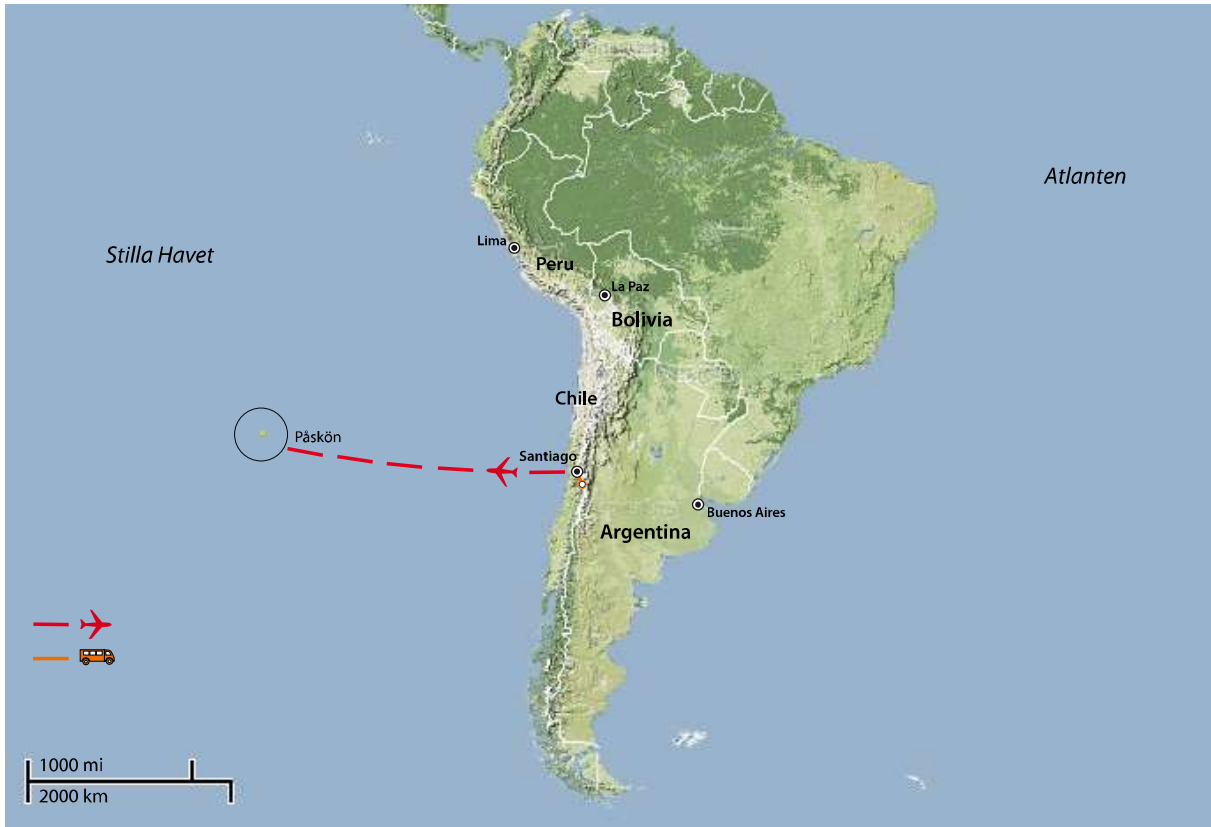 Atlanten
Stilla Havet
Lima
Peru
La Paz
Bolivia
Chile
Påskön
Santiago
Buenos Aires
Argentina
1000 mi
2000 km